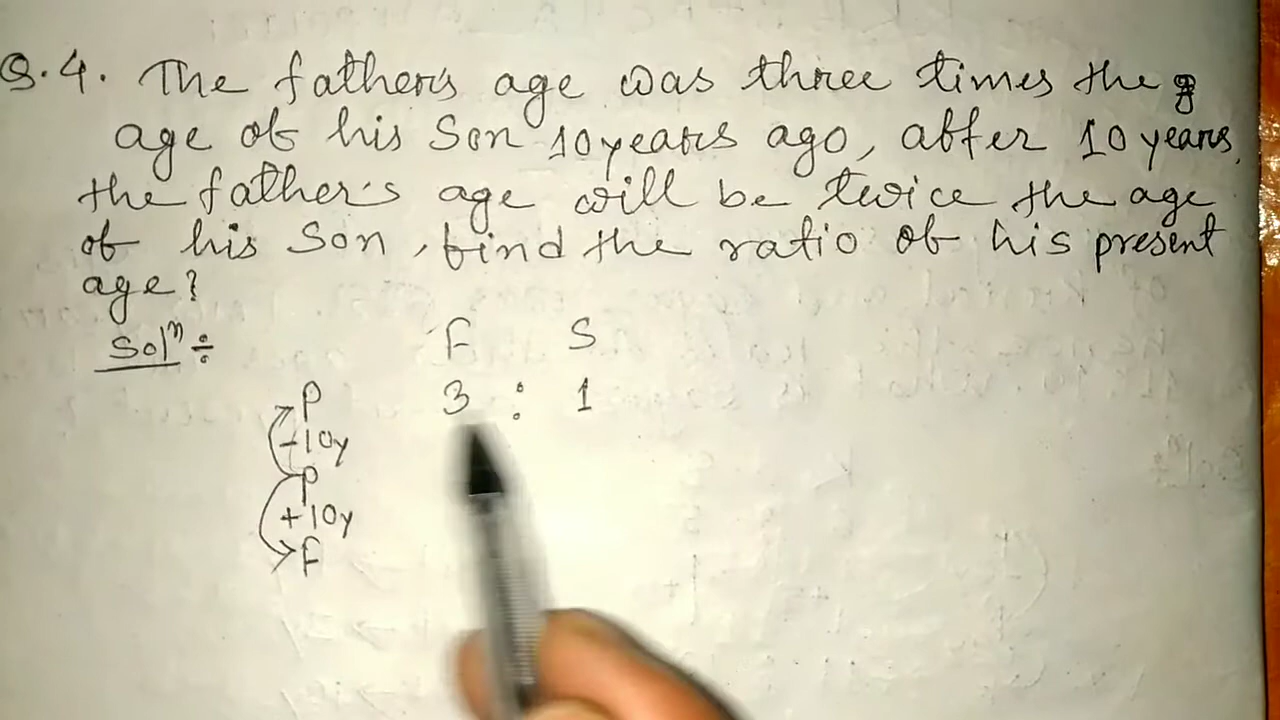 Q.4. The father's age was three times the
age of his Son 10 years ago, after 10 years,
the father's age will be twice the age
of his Son, find the ratio of his present
age?
Solⁿ ÷
F S
P 3 : 1
-10y
P
+10y
F